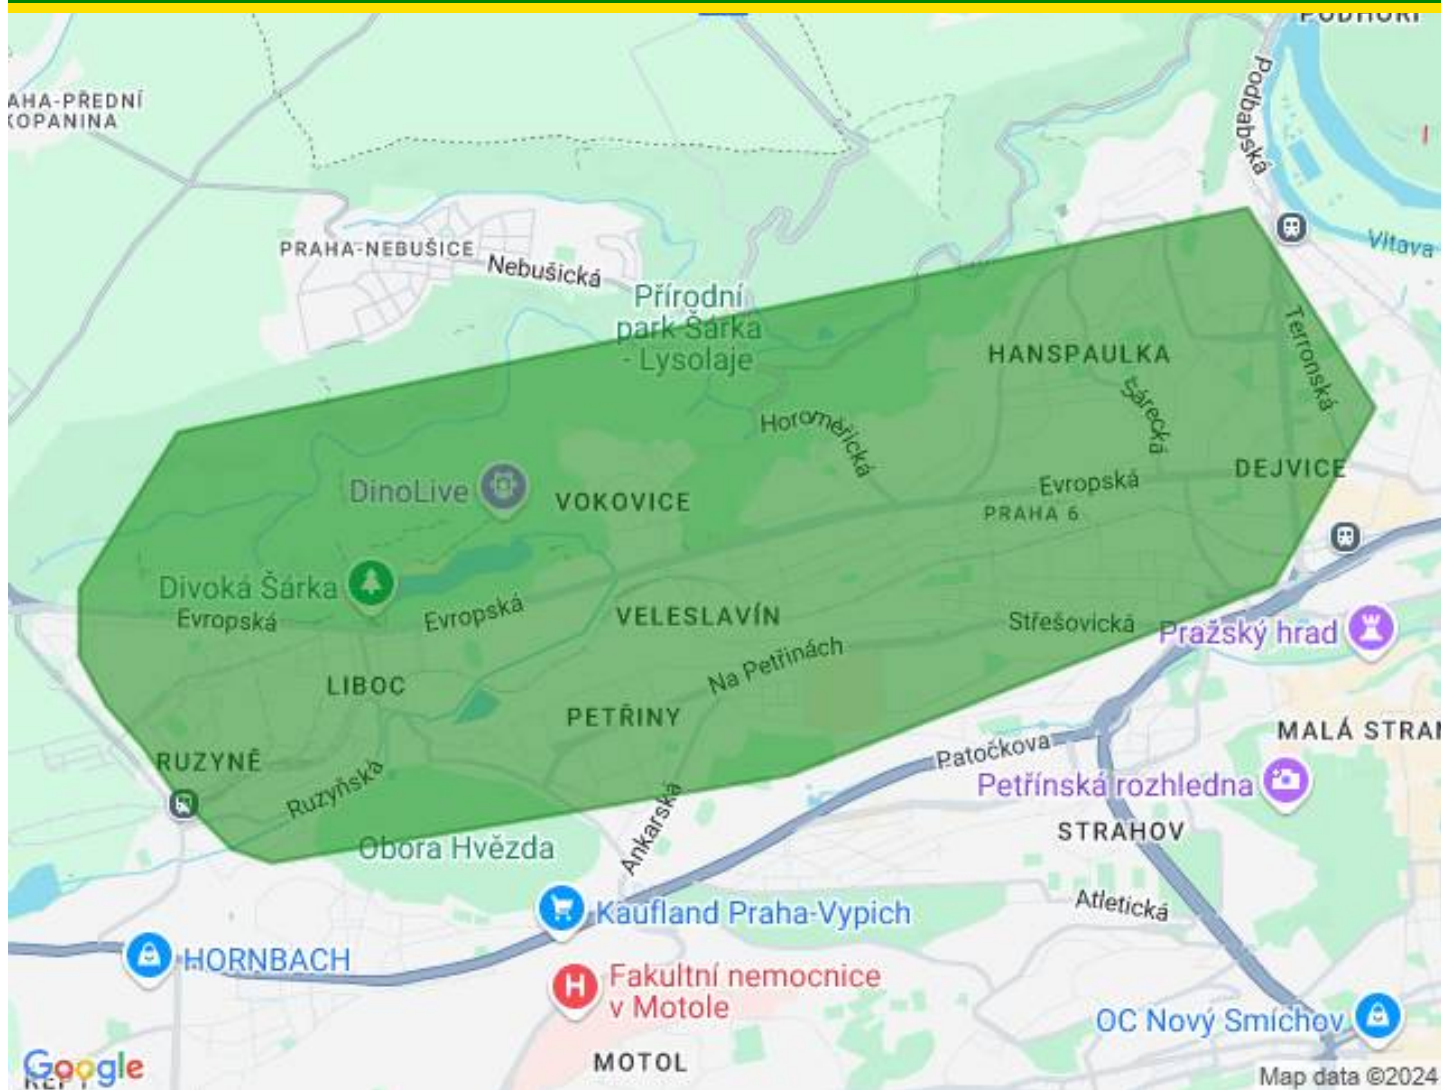 PODHOŘÍ
AHA-PŘEDNÍ
KOPANINA
Podbabská
PRAHA-NEBUŠICE
Nebušická
Vltava
Přírodní
park Šárka
- Lysolaje
HANSPAULKA
Terronská
Šárecká
Horoměřická
DEJVICE
DinoLive
VOKOVICE
Evropská
PRAHA 6
Divoká Šárka
Evropská
Evropská
VELESLAVÍN
Střešovická
Pražský hrad
Na Petřinách
LIBOC
PETŘINY
MALÁ STRAN
RUZYNĚ
Ruzyňská
Patočkova
Petřínská rozhledna
Ankarská
STRAHOV
Obora Hvězda
Atletická
Kaufland Praha-Vypich
HORNBACH
Fakultní nemocnice
v Motole
OC Nový Smíchov
MOTOL
Google
ŘEPY
Map data ©2024